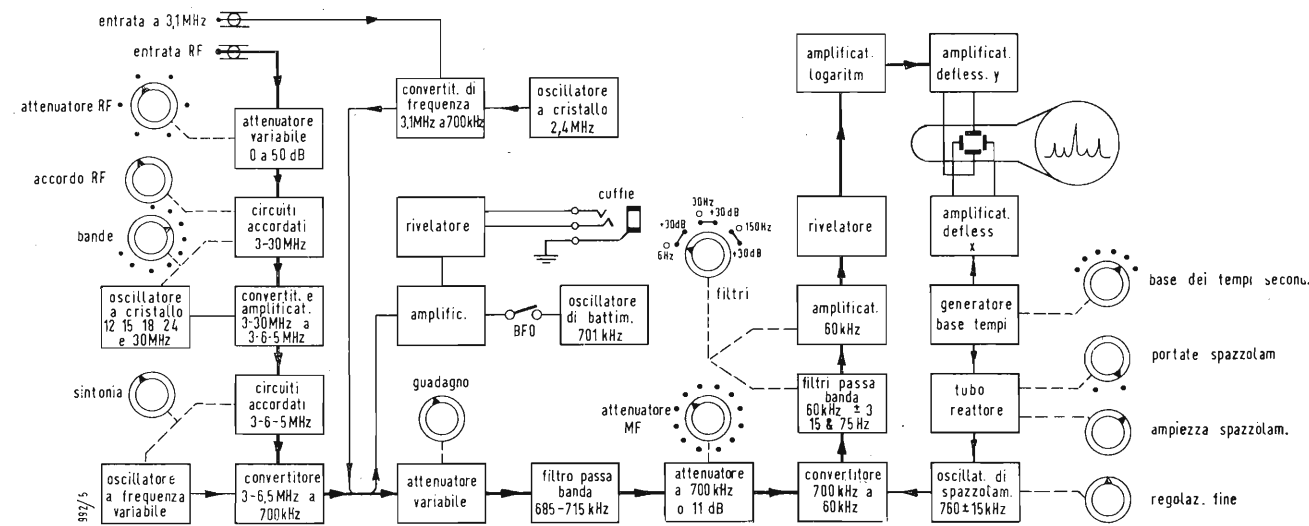 entrata a 3,1MHz
entrata RF
attenuatore RF
attenuatore
variabile
0 a 50 dB
accordo RF
bande
circuiti
accordati
3-30MHz
oscillatore
a cristallo
12 15 18 24
e 30MHz
convertit. e
amplificat.
3-30MHz a
3-6-5MHz
sintonia
circuiti
accordati
3-6-5MHz
oscillatore
a frequenza
variabile
992/5
convertitore
3-6,5MHz a
700kHz
convertit. di
frequenza
3,1MHz a 700kHz
oscillatore
a cristallo
2,4MHz
rivelatore
cuffie
amplific.
BFO
oscillatore
di battim.
701 kHz
guadagno
attenuatore
variabile
filtro passa
banda
685-715 kHz
attenuatore
MF
attenuatore
a 700 kHz
o 11 dB
30Hz
+30dB
+30dB
150Hz
6Hz
+30dB
filtri
amplificat.
logaritm
rivelatore
amplificat.
60kHz
filtri passa
banda
60kHz ± 3
15 & 75Hz
convertitore
700 kHz a
60kHz
amplificat.
defless. y
amplificat.
defless
x
generatore
base tempi
tubo
reattore
oscillat. di
spazzolam.
760±15kHz
base dei tempi second.
portate spazzolam
ampiezza spazzolam.
regolaz. fine